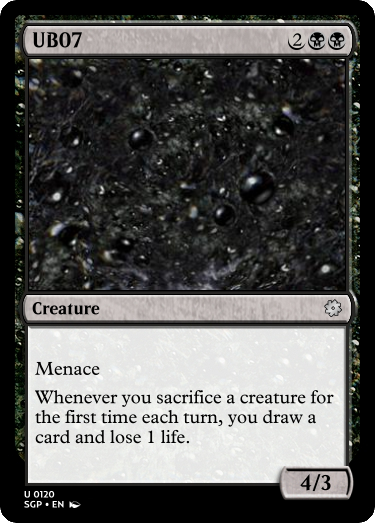 UB07 2
Creature
Menace
Whenever you sacrifice a creature for
the first time each turn, you draw a
card and lose 1 life.
4/3
U 0120
SGP • EN